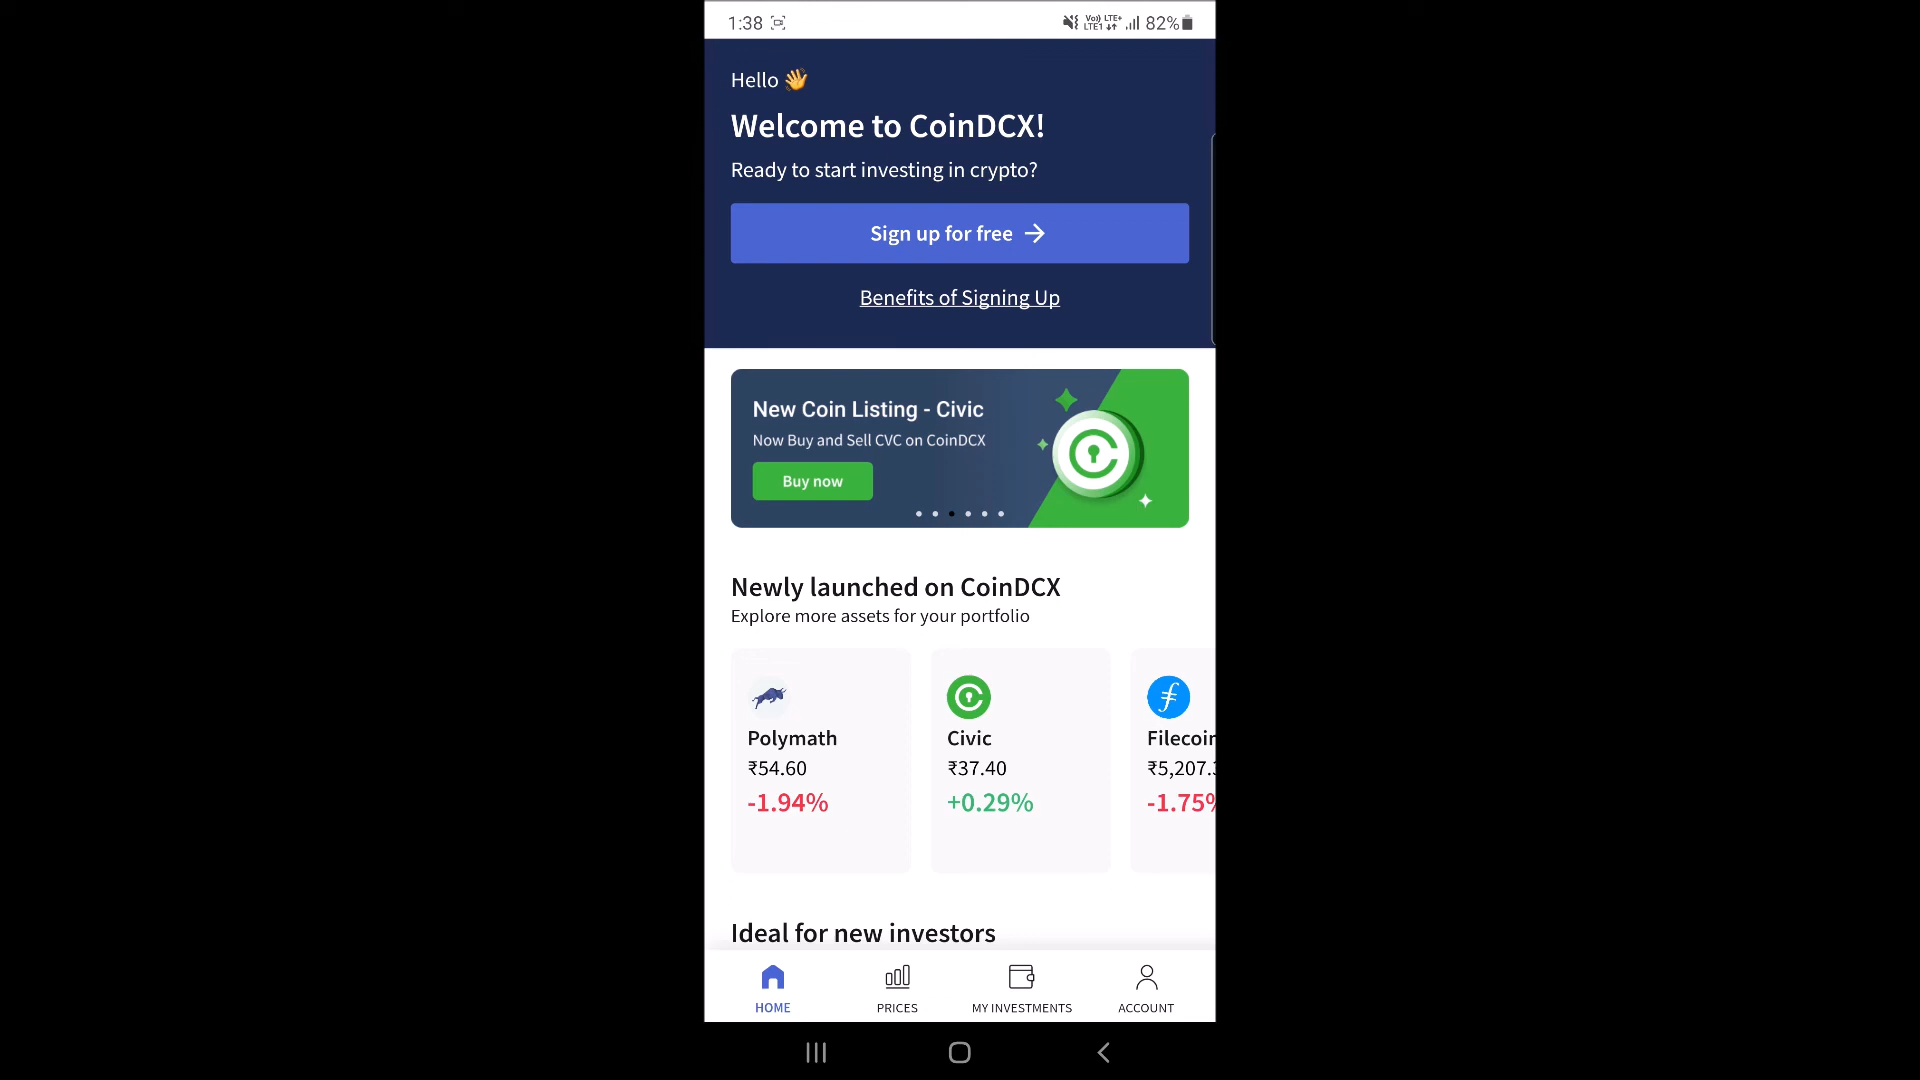 1:38
Vo)) LTE+
LTE1
82%
Hello 👋
Welcome to CoinDCX!
Ready to start investing in crypto?
Sign up for free →
Benefits of Signing Up
New Coin Listing - Civic
Now Buy and Sell CVC on CoinDCX
Buy now
Newly launched on CoinDCX
Explore more assets for your portfolio
Polymath
₹54.60
-1.94%
Civic
₹37.40
+0.29%
Filecoin
₹5,207.
-1.75%
Ideal for new investors
HOME
PRICES
MY INVESTMENTS
ACCOUNT